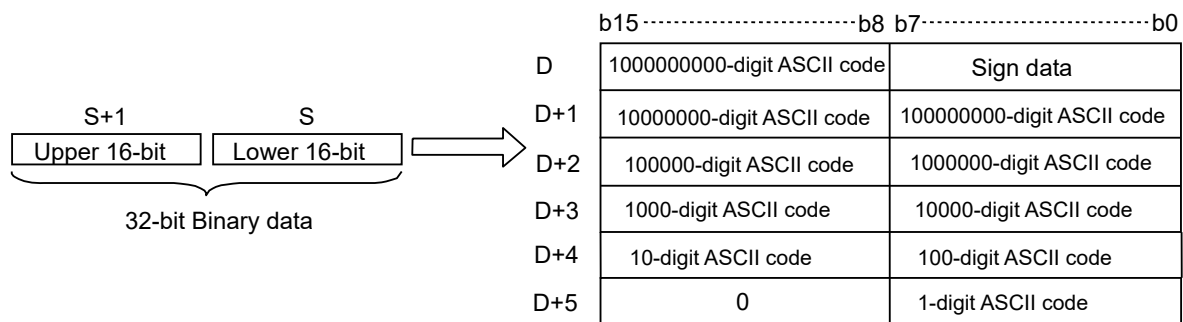 b15 b8 b7 b0
D 1000000000-digit ASCII code Sign data
S+1 S D+1 10000000-digit ASCII code 100000000-digit ASCII code
Upper 16-bit Lower 16-bit D+2 100000-digit ASCII code 1000000-digit ASCII code
32-bit Binary data D+3 1000-digit ASCII code 10000-digit ASCII code
D+4 10-digit ASCII code 100-digit ASCII code
D+5 0 1-digit ASCII code